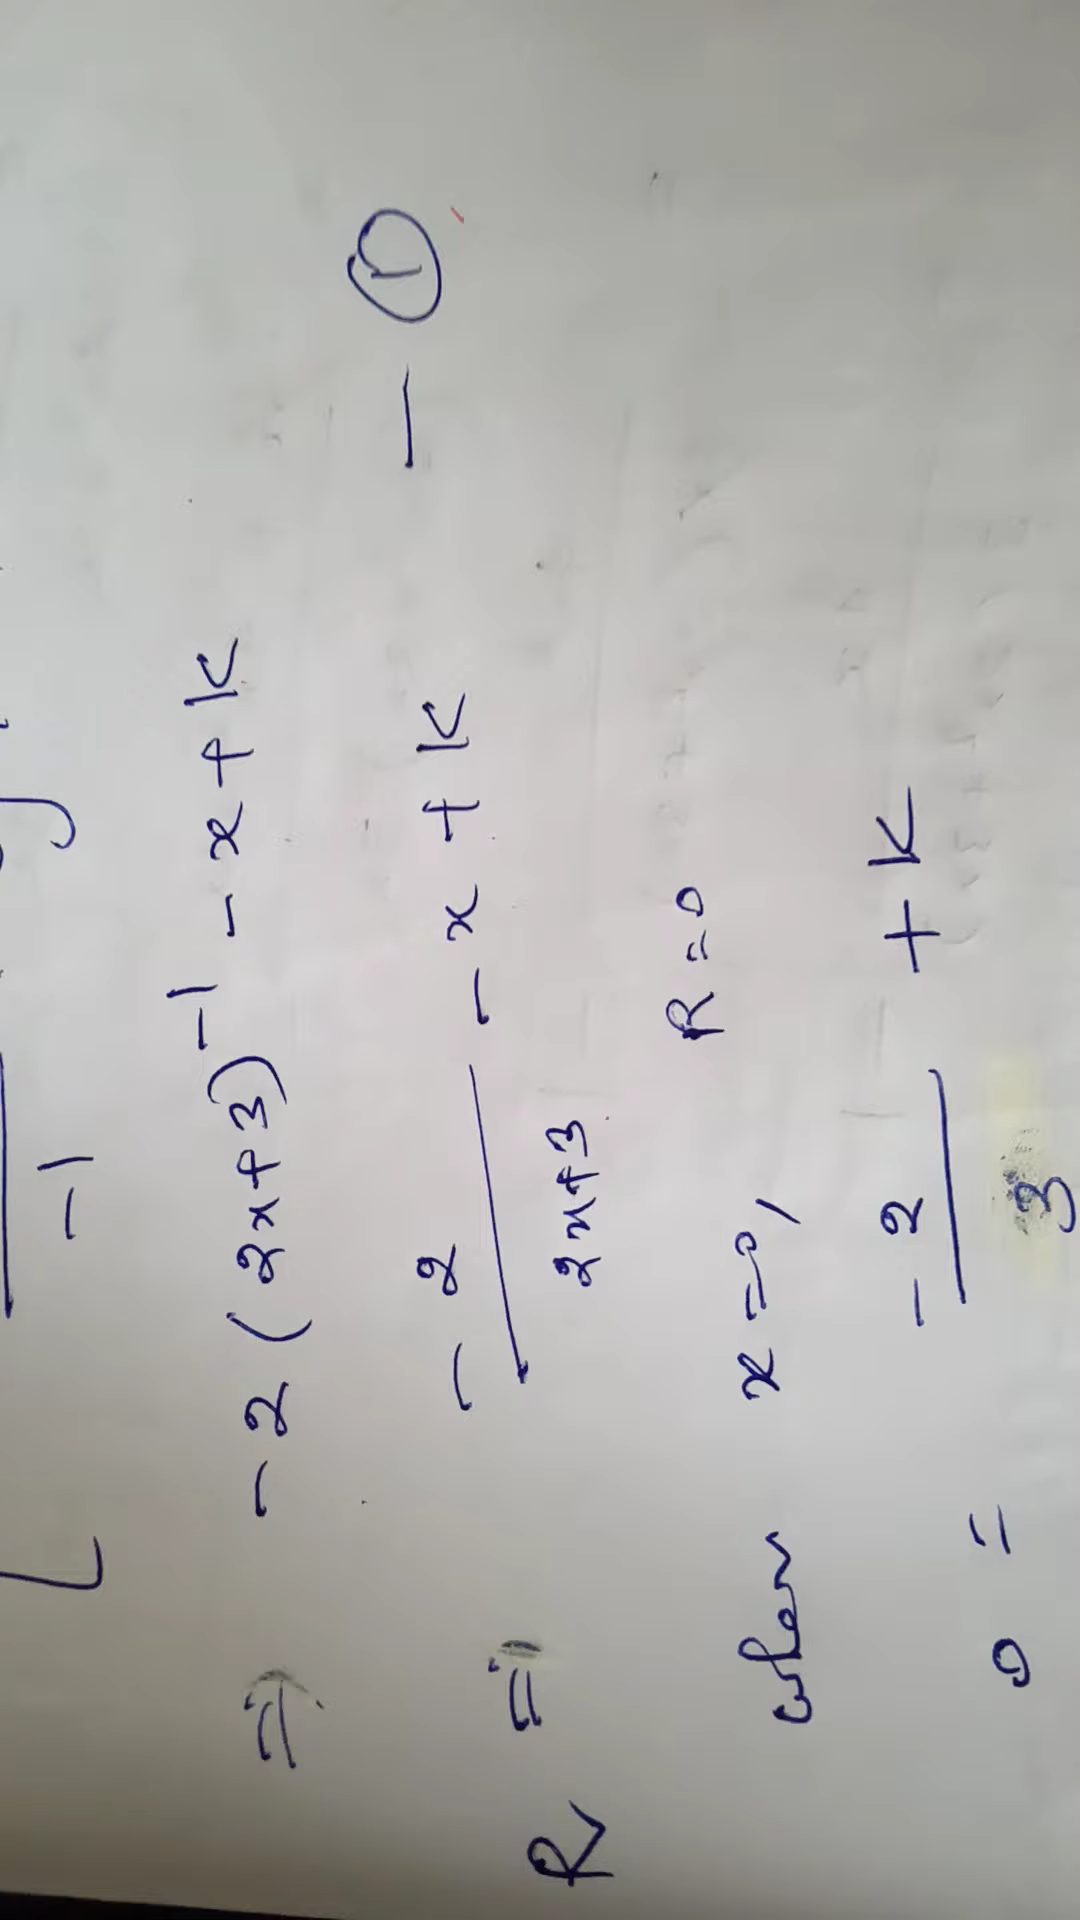 -1
⇒ -2(2x+3)^-1 - x + K
R = - 2/(2x+3) - x + K — ①
when x=0, R=0
0 = - 2/3 + K